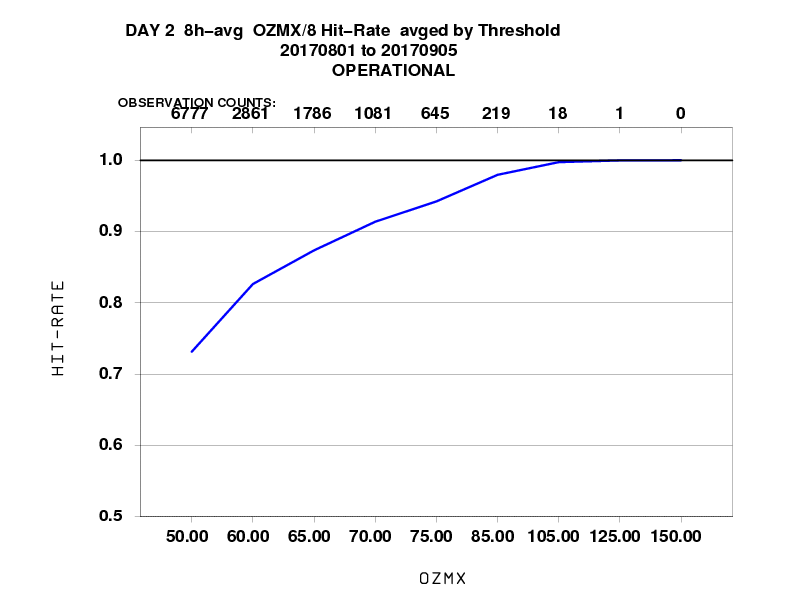 DAY 2 8h-avg OZMX/8 Hit-Rate avged by Threshold
20170801 to 20170905
OPERATIONAL
OBSERVATION COUNTS:
6777 2861 1786 1081 645 219 18 1 0
1.0
0.9
0.8
0.7
0.6
0.5
HIT-RATE
50.00 60.00 65.00 70.00 75.00 85.00 105.00 125.00 150.00
OZMX